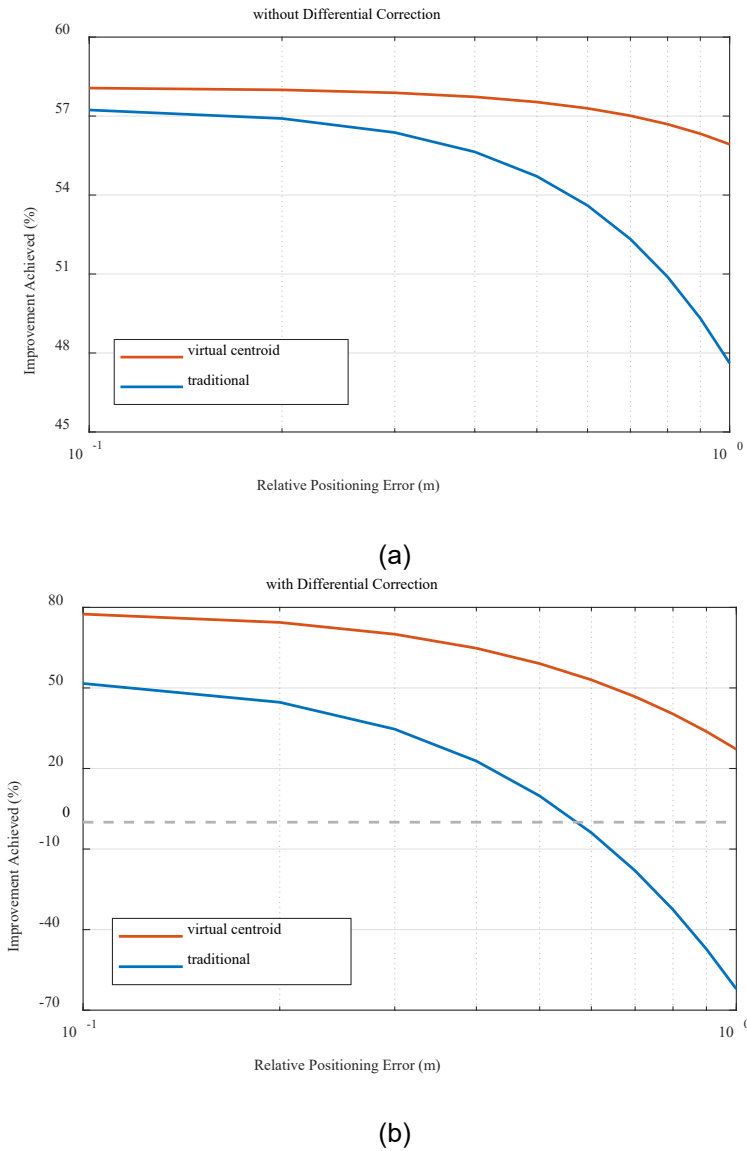 without Differential Correction
60
57
54
51
48
45
Improvement Achieved (%)
virtual centroid
traditional
10 -1
10 0
Relative Positioning Error (m)
(a)
with Differential Correction
80
50
20
0
-10
-40
-70
Improvement Achieved (%)
virtual centroid
traditional
10 -1
10 0
Relative Positioning Error (m)
(b)